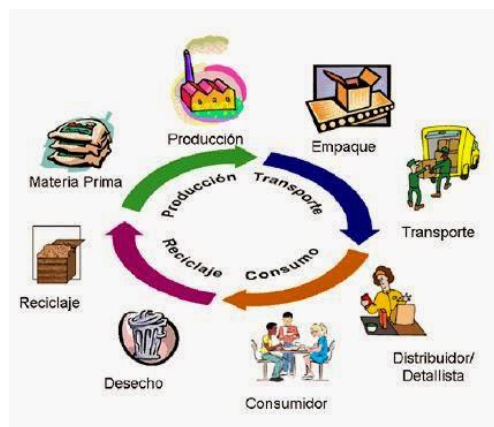 Producción
Empaque
Materia Prima
Transporte
Reciclaje
Distribuidor/
Detallista
Desecho
Consumidor
Producción
Transporte
Consumo
Reciclaje